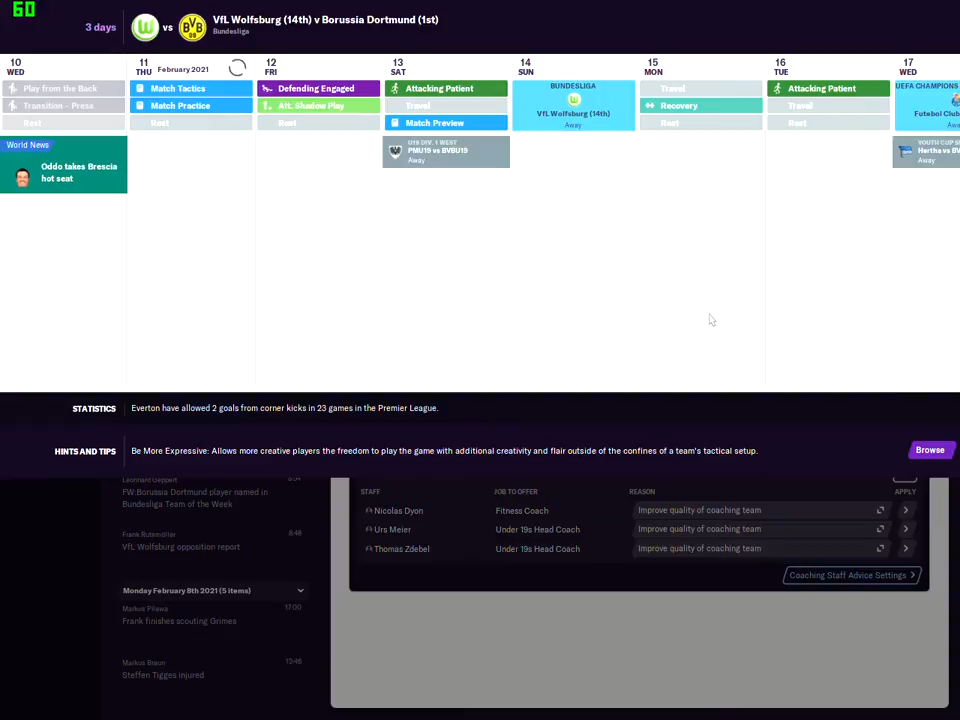 60
3 days
vs
VfL Wolfsburg (14th) v Borussia Dortmund (1st)
Bundesliga
10
WED
11
THU
February 2021
12
FRI
13
SAT
14
SUN
15
MON
16
TUE
17
WED
Play from the Back
Transition - Press
Rest
Match Tactics
Match Practice
Rest
Defending Engaged
Att. Shadow Play
Rest
Attacking Patient
Travel
Match Preview
BUNDESLIGA
VfL Wolfsburg (14th)
Away
Travel
Recovery
Rest
Attacking Patient
Travel
Rest
UEFA CHAMPIONS
Futebol Club
World News
Oddo takes Brescia
hot seat
U19 DIV. 1 WEST
PMU19 vs BVBU19
Away
Hertha vs BV
Away
STATISTICS
Everton have allowed 2 goals from corner kicks in 23 games in the Premier League.
HINTS AND TIPS
Be More Expressive: Allows more creative players the freedom to play the game with additional creativity and flair outside of the confines of a team's tactical setup.
Browse
Leonhard Geppert
FW:Borussia Dortmund player named in
Bundesliga Team of the Week
8:48
VfL Wolfsburg opposition report
Monday February 8th 2021 (5 items)
Markus Pilawa
17:00
Frank finishes scouting Grimes
Markus Braun
13:46
Steffen Tigges injured
STAFF
JOB TO OFFER
REASON
APPLY
Nicolas Dyon
Fitness Coach
Improve quality of coaching team
Urs Meier
Under 19s Head Coach
Improve quality of coaching team
Thomas Zdebel
Under 19s Head Coach
Improve quality of coaching team
Coaching Staff Advice Settings